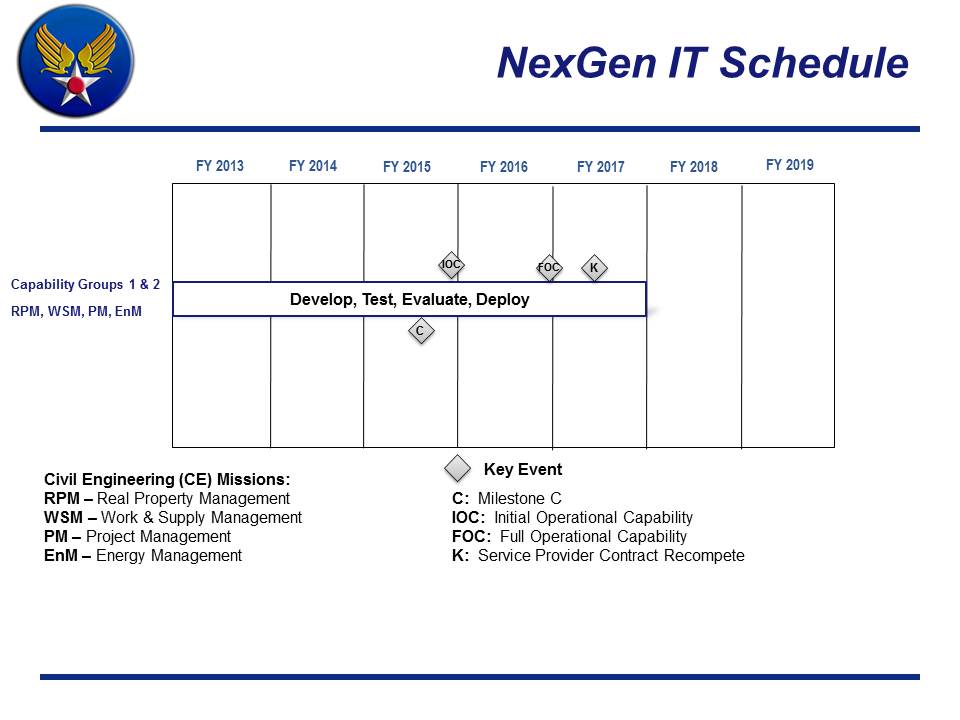 NexGen IT Schedule
FY 2013 FY 2014 FY 2015 FY 2016 FY 2017 FY 2018 FY 2019
IOC FOC K
Capability Groups 1 & 2
RPM, WSM, PM, EnM
Develop, Test, Evaluate, Deploy
C
Key Event
Civil Engineering (CE) Missions:
RPM – Real Property Management
WSM – Work & Supply Management
PM – Project Management
EnM – Energy Management
C: Milestone C
IOC: Initial Operational Capability
FOC: Full Operational Capability
K: Service Provider Contract Recompete